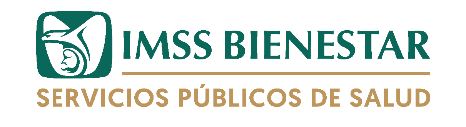 IMSS BIENESTAR
SERVICIOS PÚBLICOS DE SALUD